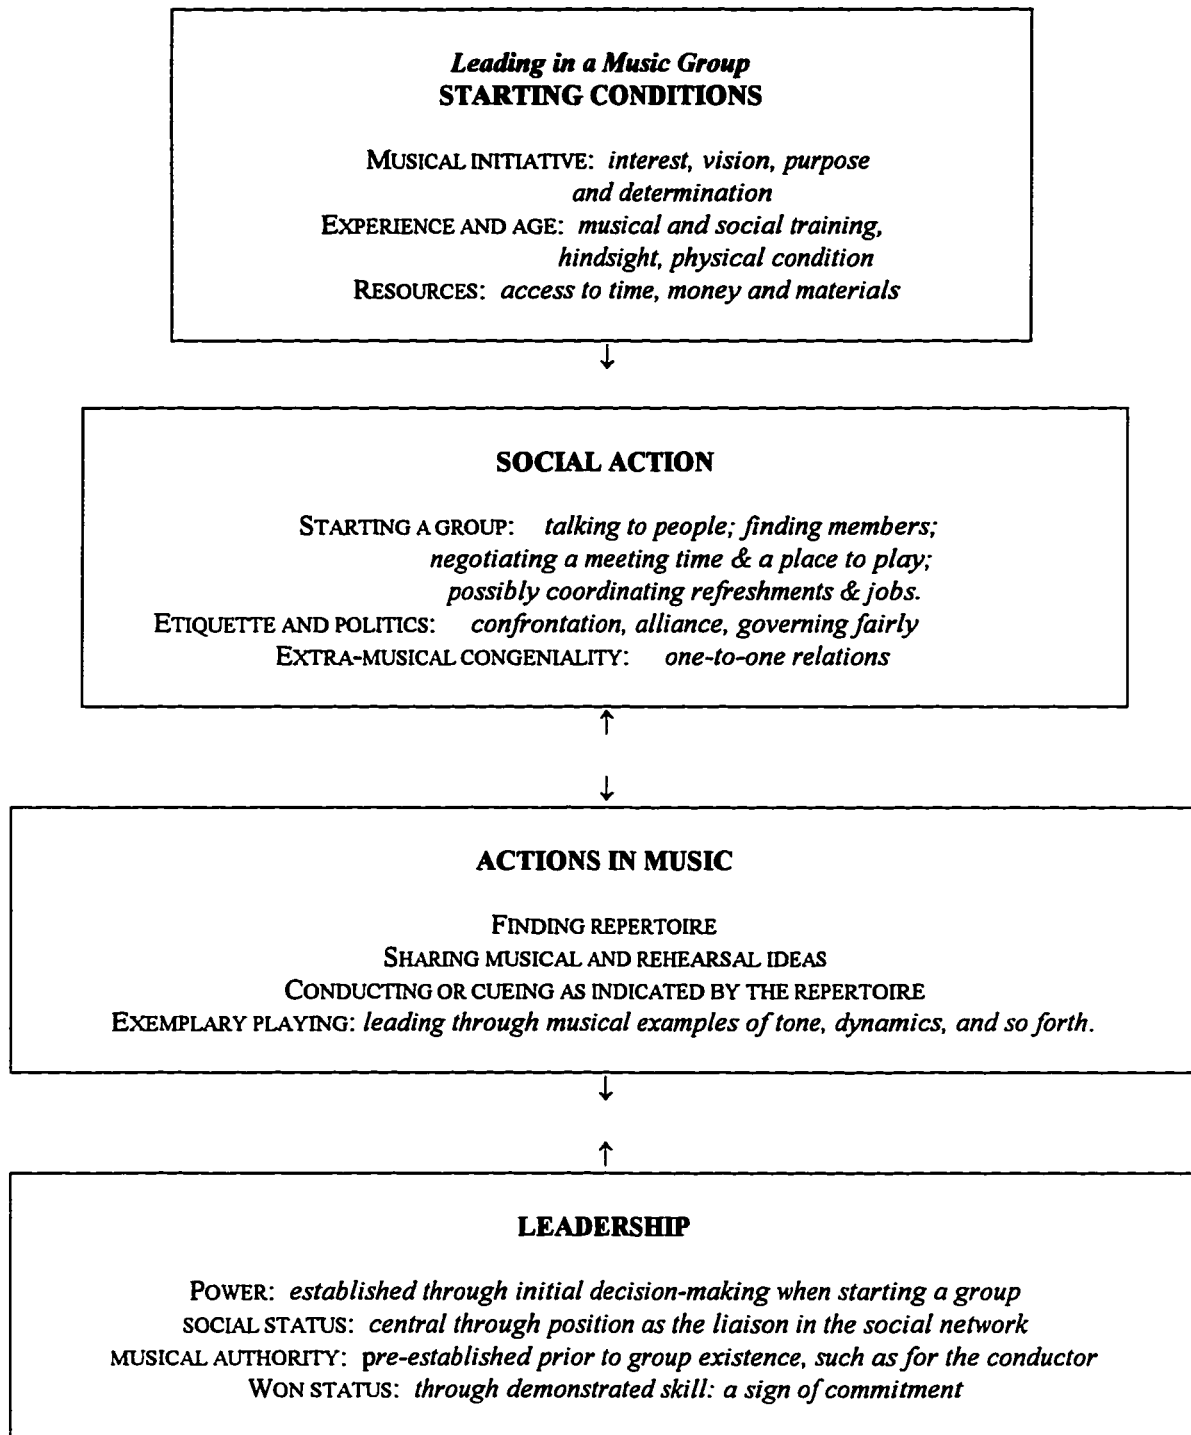 Leading in a Music Group
STARTING CONDITIONS
MUSICAL INITIATIVE: interest, vision, purpose
and determination
EXPERIENCE AND AGE: musical and social training,
hindsight, physical condition
RESOURCES: access to time, money and materials
↓
SOCIAL ACTION
STARTING A GROUP: talking to people; finding members;
negotiating a meeting time & a place to play;
possibly coordinating refreshments & jobs.
ETIQUETTE AND POLITICS: confrontation, alliance, governing fairly
EXTRA-MUSICAL CONGENIALITY: one-to-one relations
↑
↓
ACTIONS IN MUSIC
FINDING REPERTOIRE
SHARING MUSICAL AND REHEARSAL IDEAS
CONDUCTING OR CUEING AS INDICATED BY THE REPERTOIRE
EXEMPLARY PLAYING: leading through musical examples of tone, dynamics, and so forth.
↓
↑
LEADERSHIP
POWER: established through initial decision-making when starting a group
SOCIAL STATUS: central through position as the liaison in the social network
MUSICAL AUTHORITY: pre-established prior to group existence, such as for the conductor
WON STATUS: through demonstrated skill: a sign of commitment